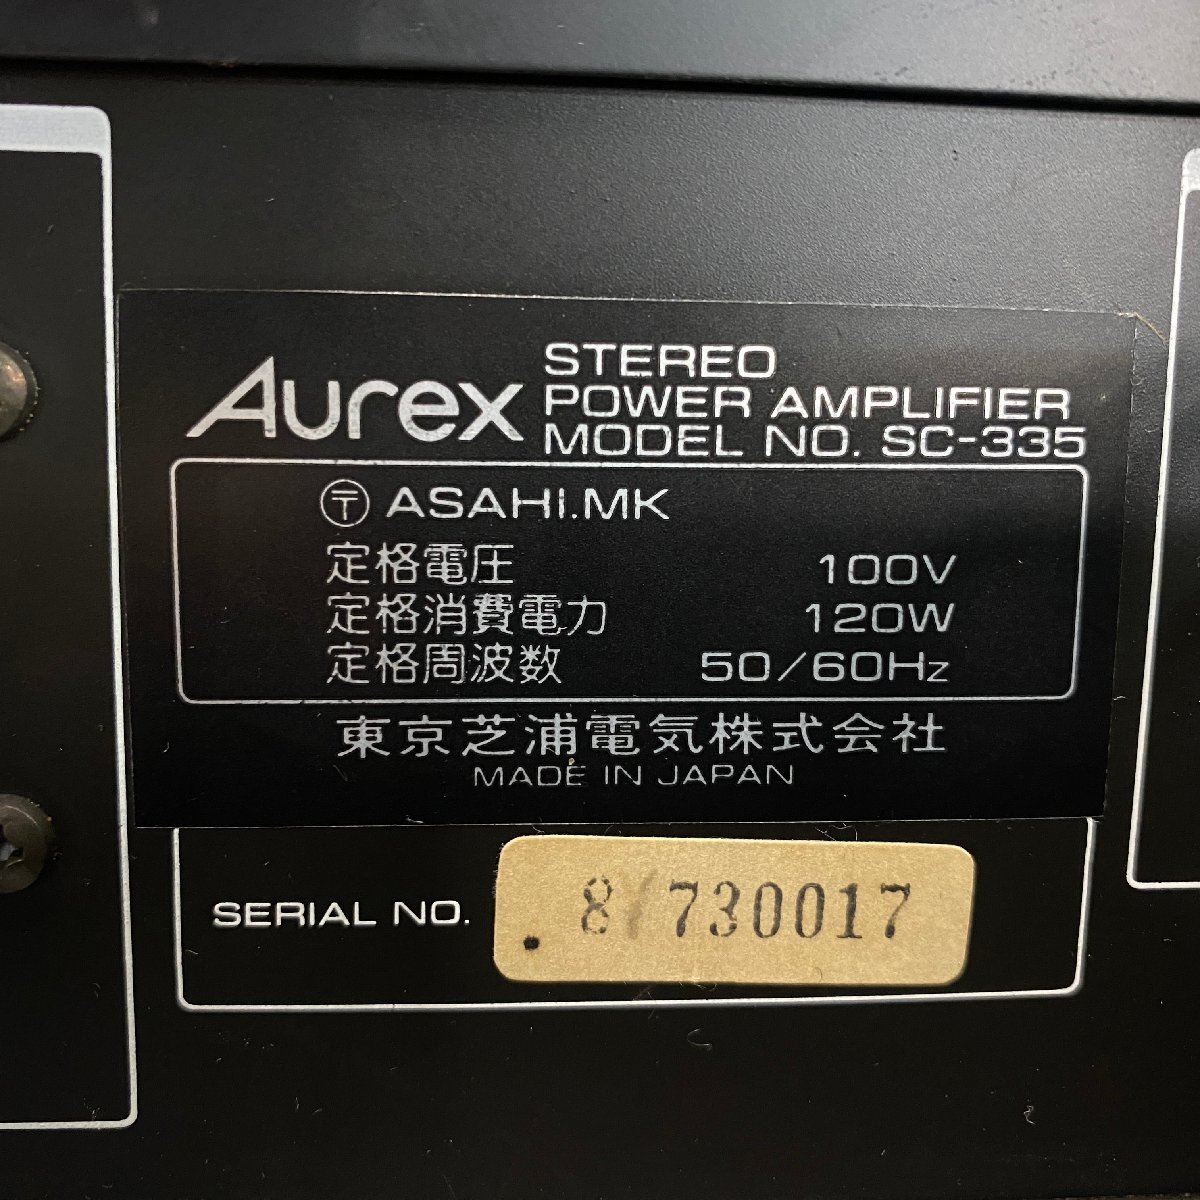 Aurex
STEREO
POWER AMPLIFIER
MODEL NO. SC-335
〒 ASAHI.MK
定格電圧 100V
定格消費電力 120W
定格周波数 50/60Hz
東京芝浦電気株式会社
MADE IN JAPAN
SERIAL NO. 8/730017